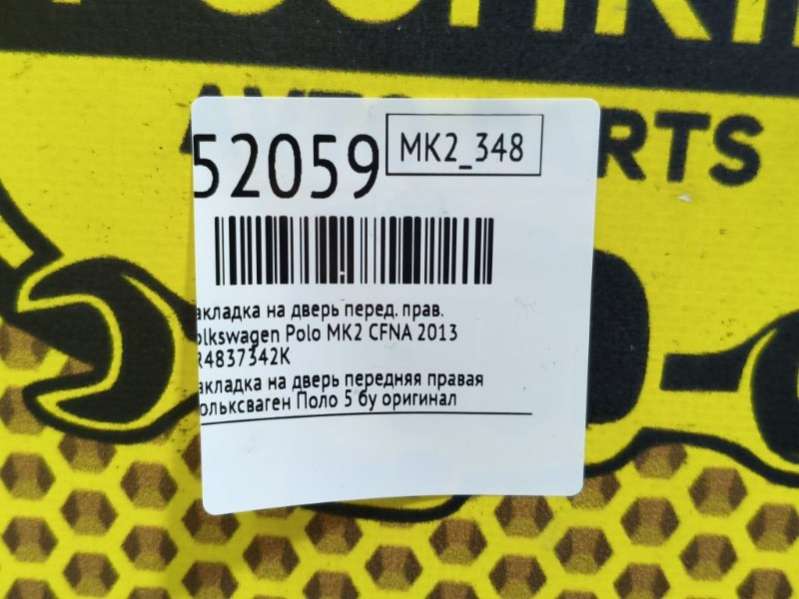 52059
MK2_348
акладка на дверь перед. прав.
olkswagen Polo MK2 CFNA 2013
R4837342K
акладка на дверь передняя правая
ольксваген Поло 5 бу оригинал
RTS